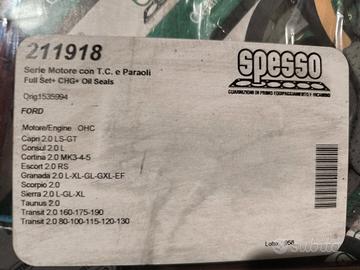 211918
Serie Motore con T.C. e Paraoli
Full Set+ CHG+ Oil Seals
Orig1535994
FORD
spesso
GUARNIZIONI DI PRIMO EQUIPAGGIAMENTO E RICAMBIO
Motore/Engine OHC
Capri 2.0 LS-GT
Consul 2.0 L
Cortina 2.0 MK3-4-5
Escort 2.0 RS
Granada 2.0 L-XL-GL-GXL-EF
Scorpio 2.0
Sierra 2.0 L-GL-XL
Taunus 2.0
Transit 2.0 160-175-190
Transit 2.0 80-100-115-120-130
subito